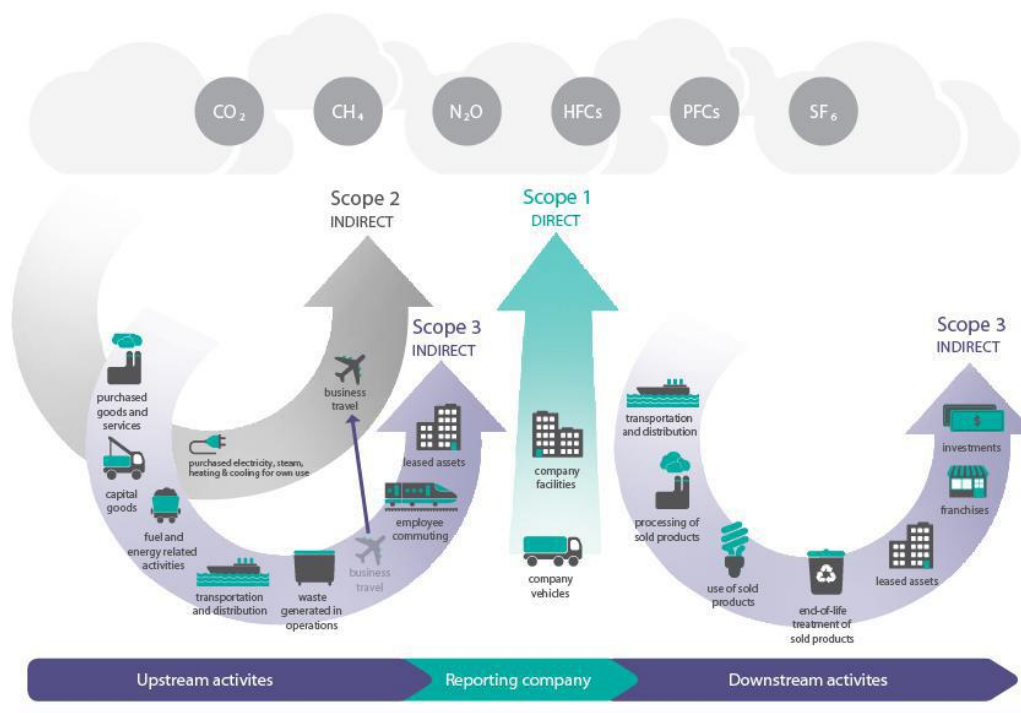 CO₂
CH₄
N₂O
HFCs
PFCs
SF₆
Scope 2
INDIRECT
Scope 1
DIRECT
Scope 3
INDIRECT
Scope 3
INDIRECT
purchased
goods and
services
capital
goods
fuel and
energy related
activities
purchased electricity, steam,
heating & cooling for own use
transportation
and distribution
waste
generated in
operations
business
travel
business
travel
employee
commuting
leased assets
company
facilities
company
vehicles
transportation
and distribution
processing of
sold products
use of sold
products
end-of-life
treatment of
sold products
leased assets
franchises
investments
$
Upstream activites
Reporting company
Downstream activites